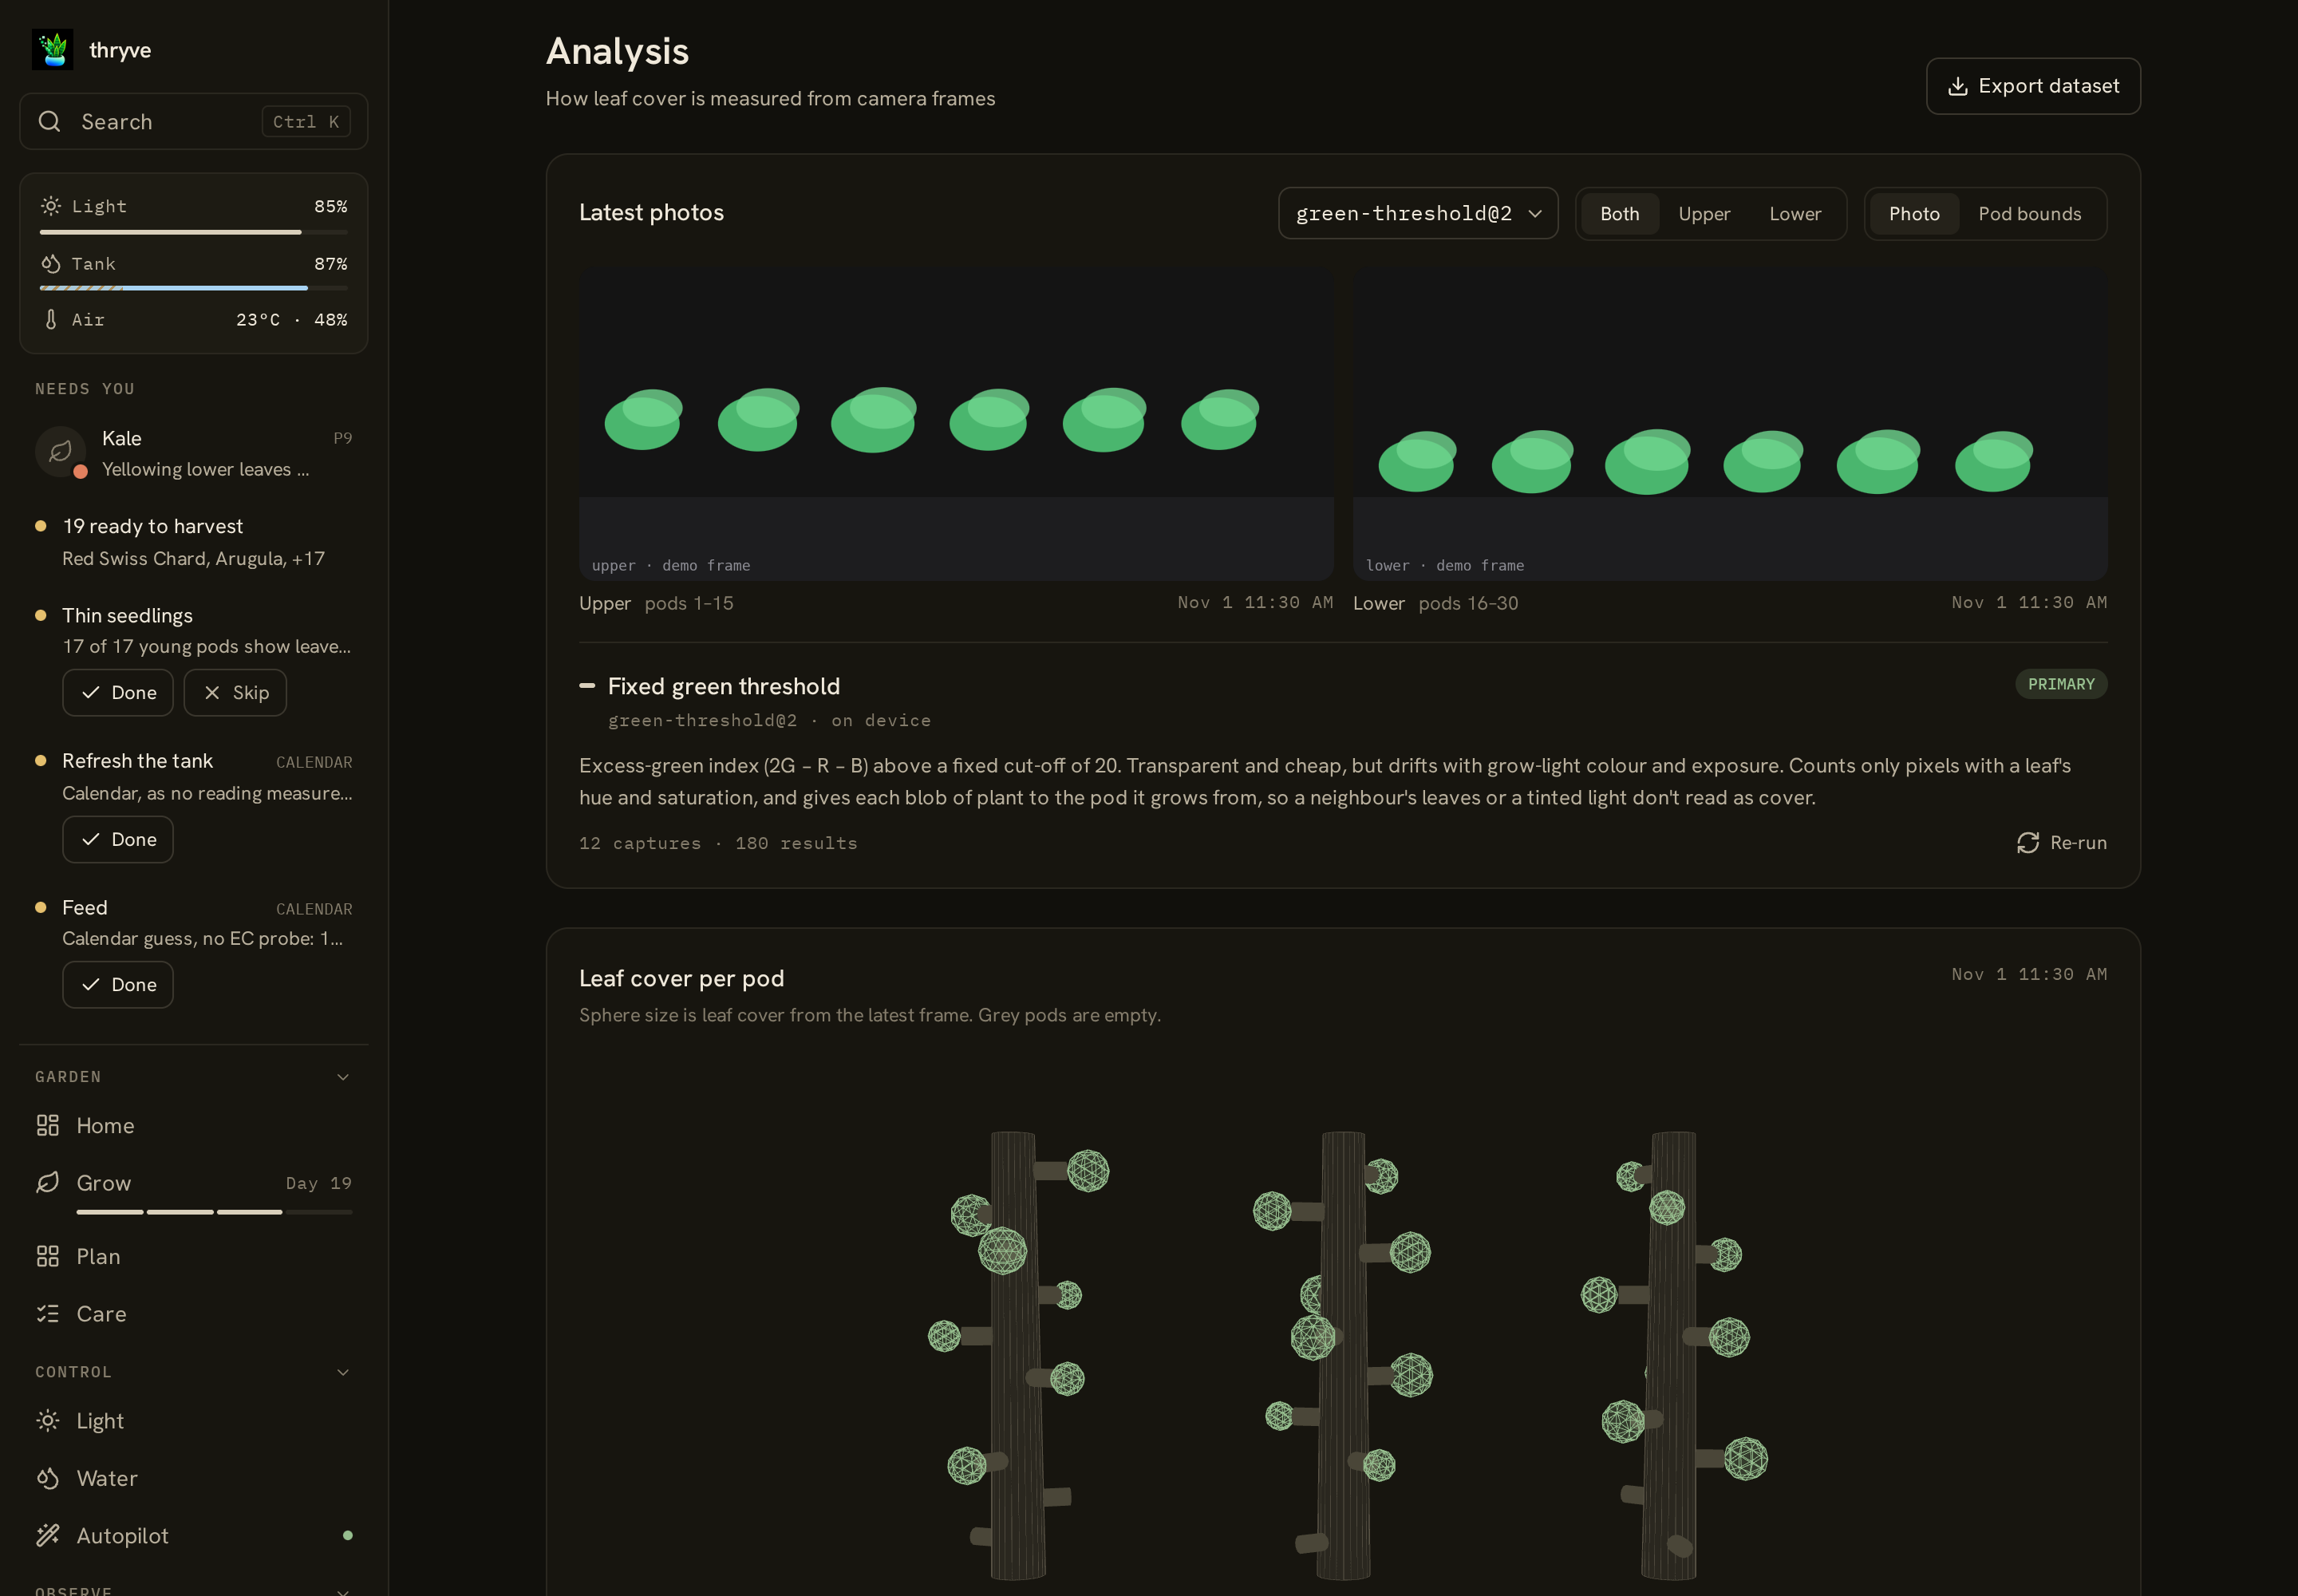 thryve
Search
Ctrl K
Light 85%
Tank 87%
Air 23°C · 48%
NEEDS YOU
Kale P9
Yellowing lower leaves ...
19 ready to harvest
Red Swiss Chard, Arugula, +17
Thin seedlings
17 of 17 young pods show leave...
Done Skip
Refresh the tank CALENDAR
Calendar, as no reading measure...
Done
Feed CALENDAR
Calendar guess, no EC probe: 1...
Done
GARDEN
Home
Grow Day 19
Plan
Care
CONTROL
Light
Water
Autopilot
OBSERVE
Analysis
How leaf cover is measured from camera frames
Export dataset
Latest photos
green-threshold@2
Both Upper Lower
Photo Pod bounds
upper · demo frame
lower · demo frame
Upper pods 1–15 Nov 1 11:30 AM
Lower pods 16–30 Nov 1 11:30 AM
Fixed green threshold PRIMARY
green-threshold@2 · on device
Excess-green index (2G – R – B) above a fixed cut-off of 20. Transparent and cheap, but drifts with grow-light colour and exposure. Counts only pixels with a leaf's
hue and saturation, and gives each blob of plant to the pod it grows from, so a neighbour's leaves or a tinted light don't read as cover.
12 captures · 180 results
Re-run
Leaf cover per pod Nov 1 11:30 AM
Sphere size is leaf cover from the latest frame. Grey pods are empty.